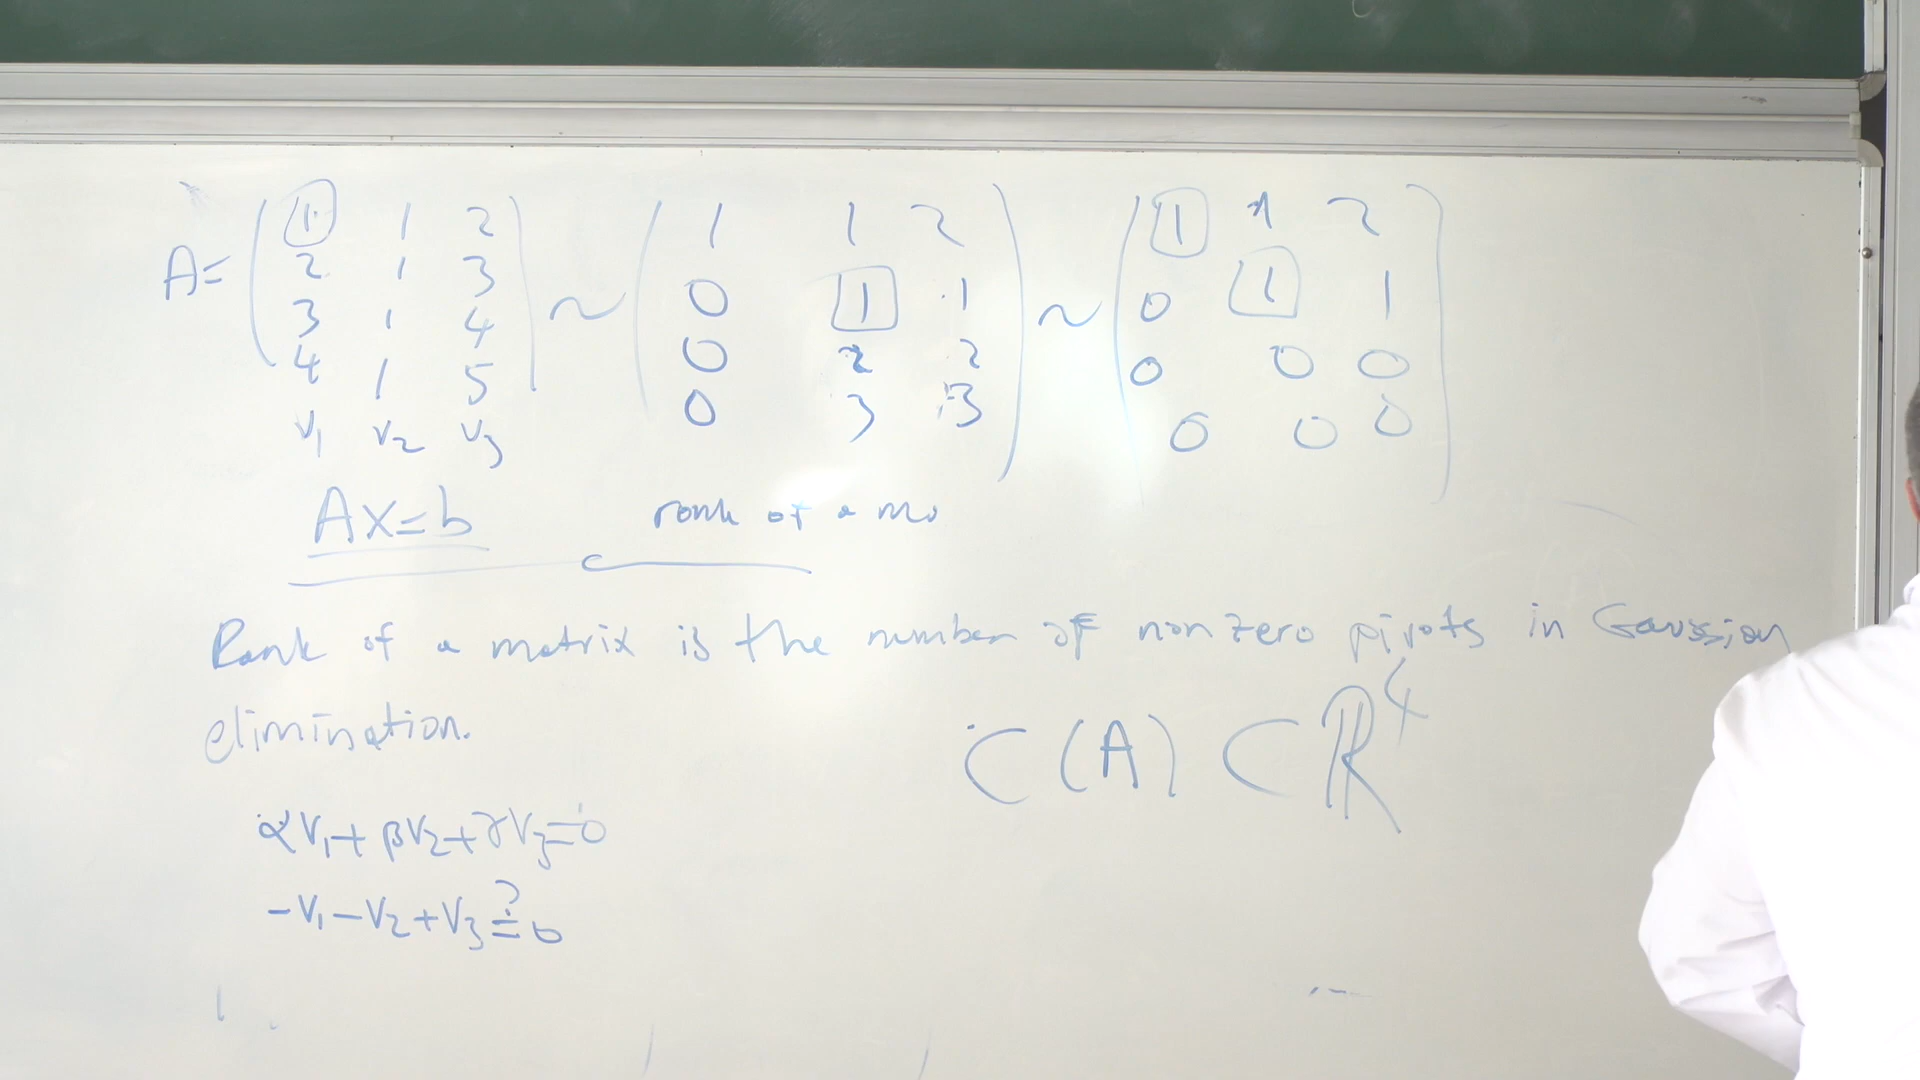 A= ( 1 1 2 ) ~ ( 1 1 2 ) ~ ( 1 1 2 )
2 1 3 0 1 1 0 1 1
3 1 4 0 2 2 0 0 0
4 1 5 0 3 3 0 0 0
v₁ v₂ v₃
Ax=b rank of a ma
Rank of a matrix is the number of nonzero pivots in Gaussian
elimination.
C(A) ⊂ ℝ⁴
αv₁+βv₂+γv₃=0
-v₁-v₂+v₃≟0